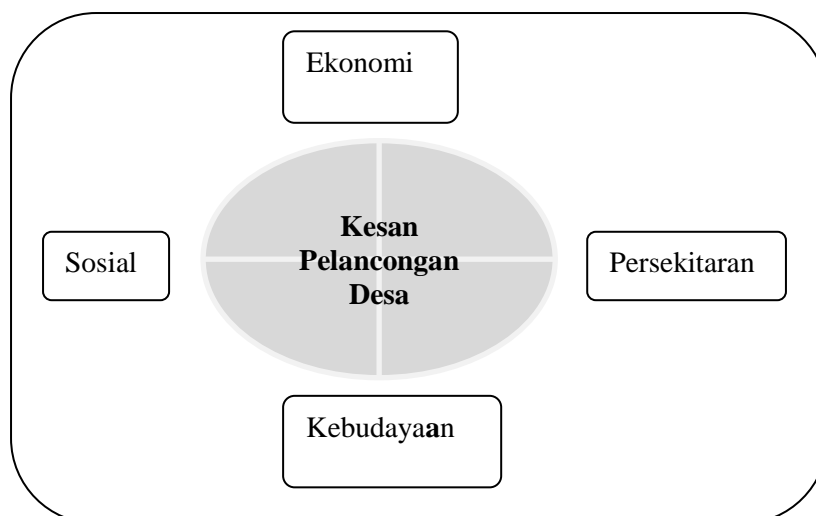 Ekonomi
Sosial
Kesan
Pelancongan
Desa
Persekitaran
Kebudayaan